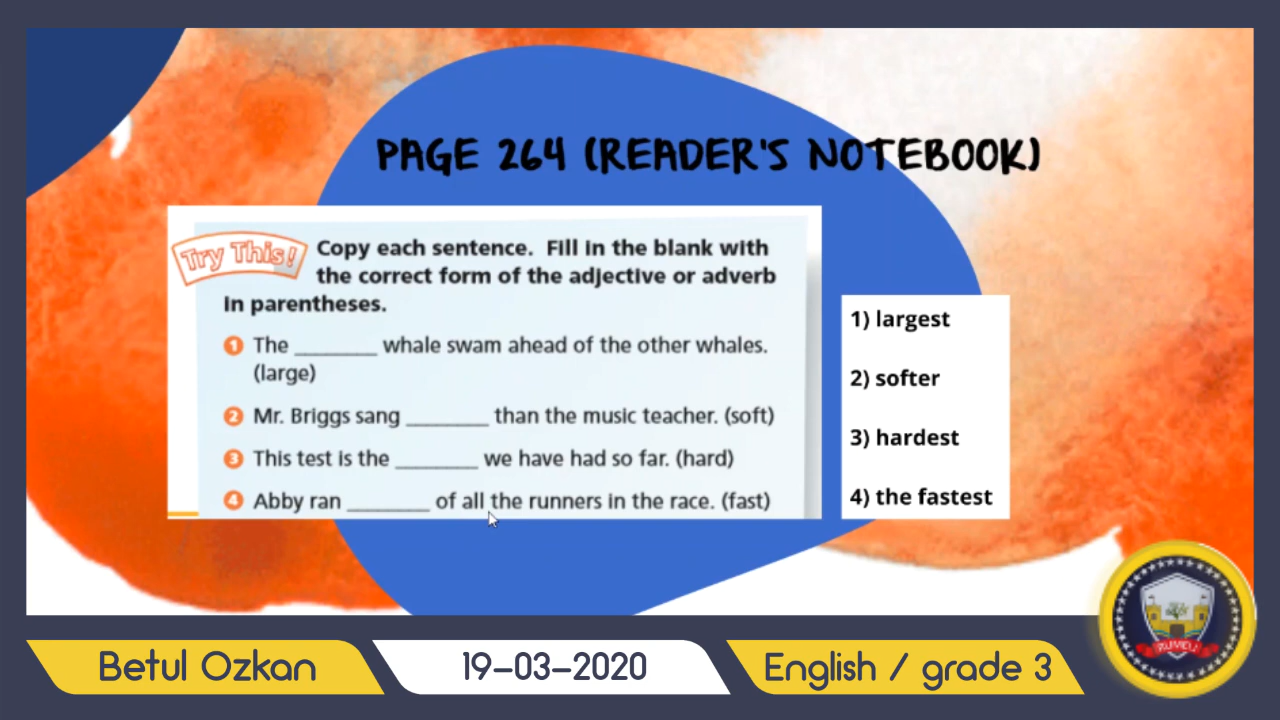 PAGE 264 (READER'S NOTEBOOK)
Try This!
Copy each sentence. Fill in the blank with
the correct form of the adjective or adverb
in parentheses.
1 The ________ whale swam ahead of the other whales.
(large)
2 Mr. Briggs sang ________ than the music teacher. (soft)
3 This test is the ________ we have had so far. (hard)
4 Abby ran ________ of all the runners in the race. (fast)
1) largest
2) softer
3) hardest
4) the fastest
Betul Ozkan
19-03-2020
English / grade 3